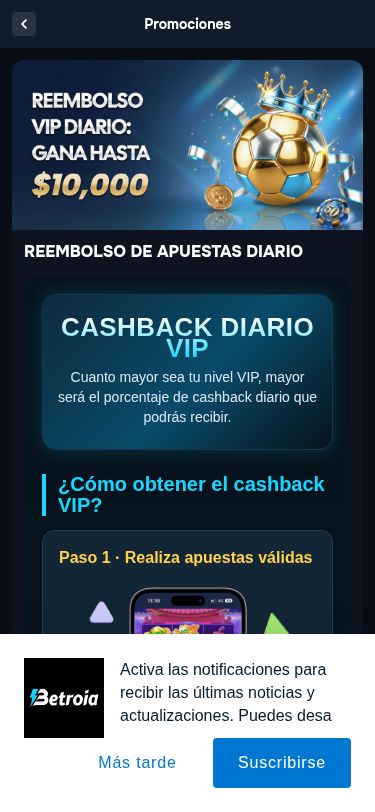 Promociones
REEMBOLSO
VIP DIARIO:
GANA HASTA
$10,000
REEMBOLSO DE APUESTAS DIARIO
CASHBACK DIARIO
VIP
Cuanto mayor sea tu nivel VIP, mayor
será el porcentaje de cashback diario que
podrás recibir.
¿Cómo obtener el cashback
VIP?
Paso 1 · Realiza apuestas válidas
Betroia
Activa las notificaciones para
recibir las últimas noticias y
actualizaciones. Puedes desa
Más tarde
Suscribirse